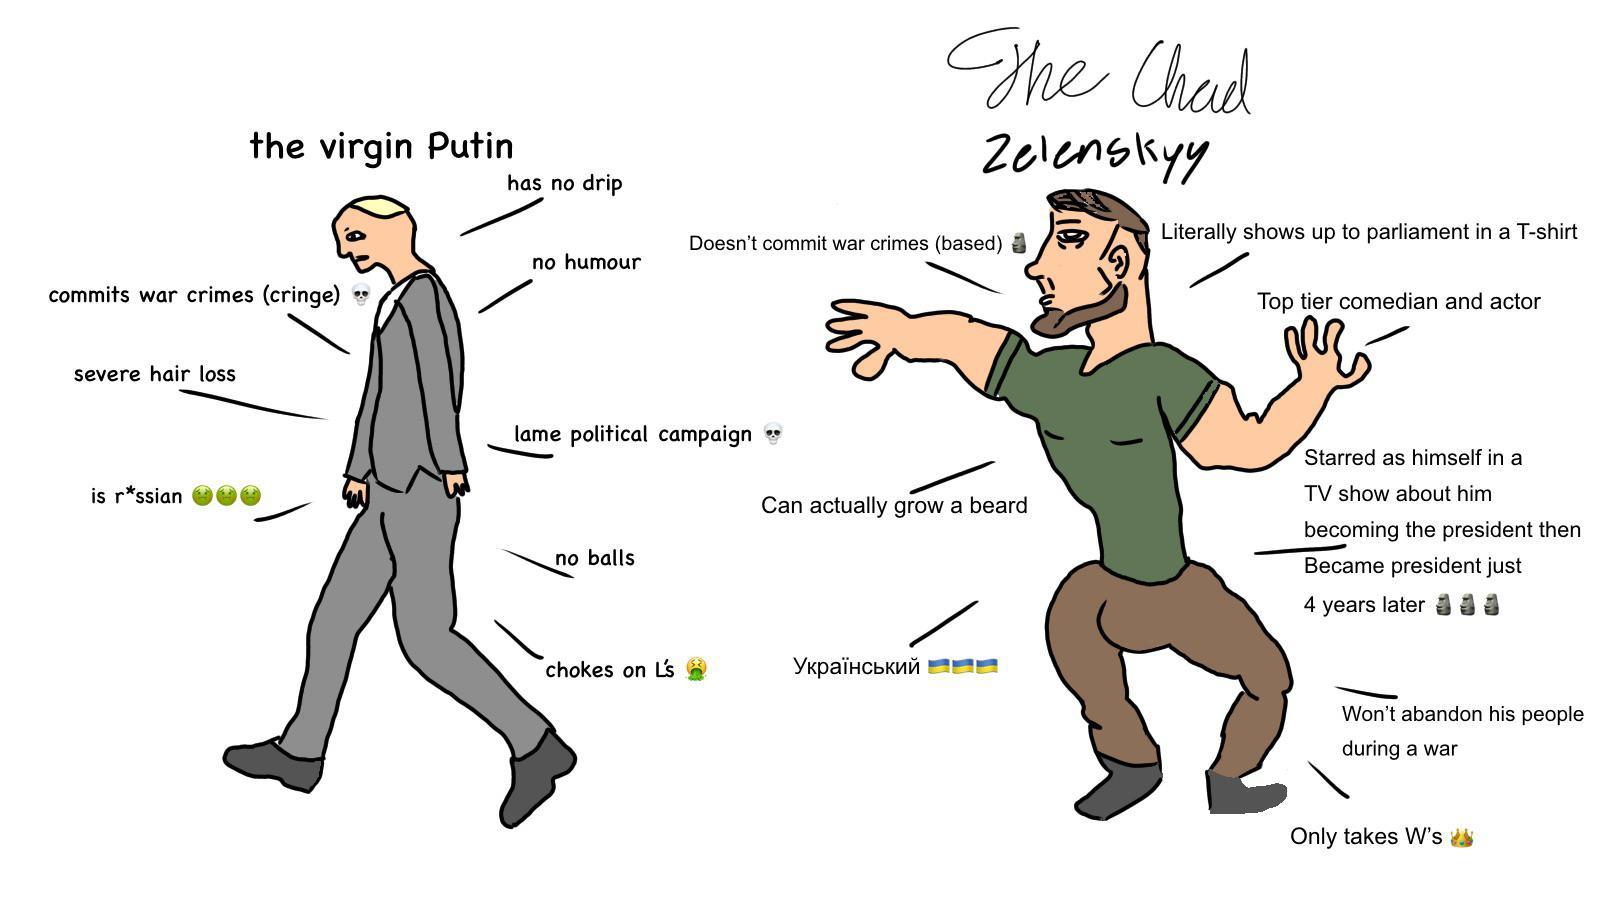 the virgin Putin
has no drip
no humour
commits war crimes (cringe) 💀
severe hair loss
lame political campaign 💀
is r*ssian 🤢🤢🤢
no balls
chokes on L's 🤮
The Chad
Zelenskyy
Doesn't commit war crimes (based) 🗿
Literally shows up to parliament in a T-shirt
Top tier comedian and actor
Can actually grow a beard
Starred as himself in a
TV show about him
becoming the president then
Became president just
4 years later 🗿🗿🗿
Український 🇺🇦🇺🇦🇺🇦
Won't abandon his people
during a war
Only takes W's 👑